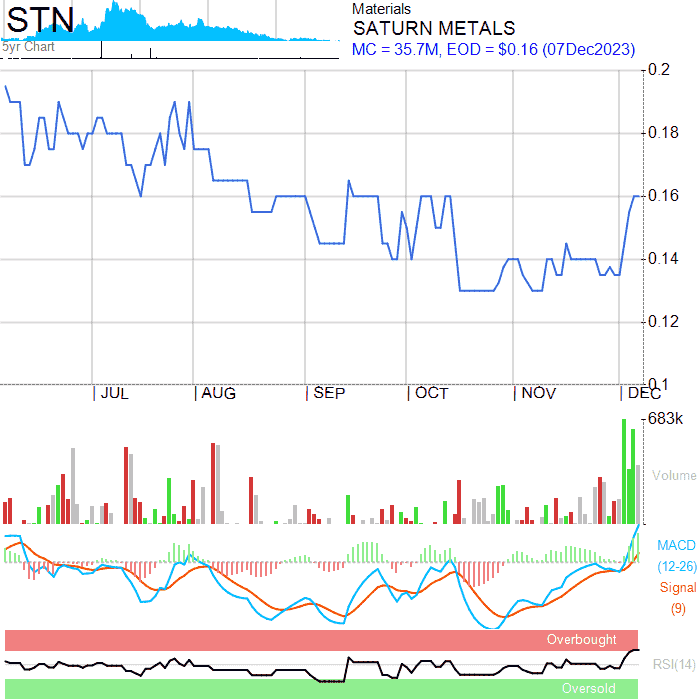 STN
5yr Chart
Materials
SATURN METALS
MC = 35.7M, EOD = $0.16 (07Dec2023)
0.2
0.18
0.16
0.14
0.12
0.1
JUL AUG SEP OCT NOV DEC
683k
Volume
MACD
(12-26)
Signal
(9)
Overbought
RSI(14)
Oversold